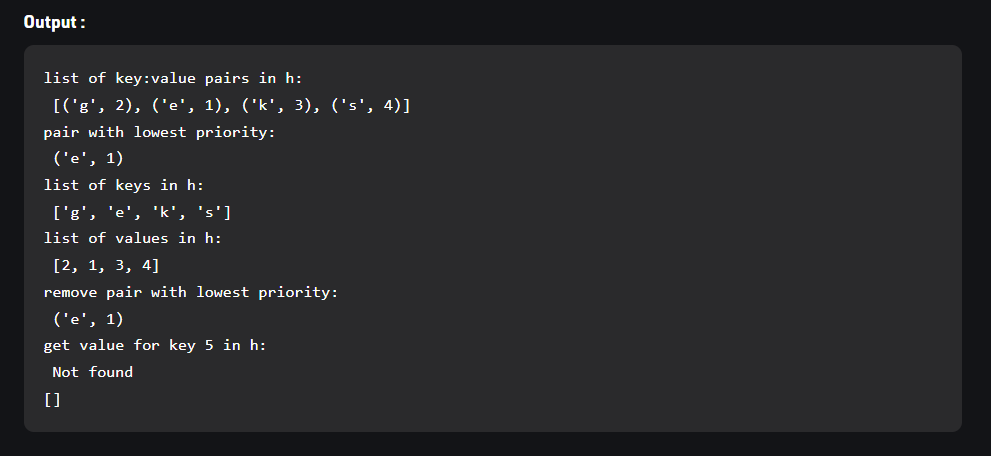 Output :
list of key:value pairs in h:
[('g', 2), ('e', 1), ('k', 3), ('s', 4)]
pair with lowest priority:
('e', 1)
list of keys in h:
['g', 'e', 'k', 's']
list of values in h:
[2, 1, 3, 4]
remove pair with lowest priority:
('e', 1)
get value for key 5 in h:
Not found
[]